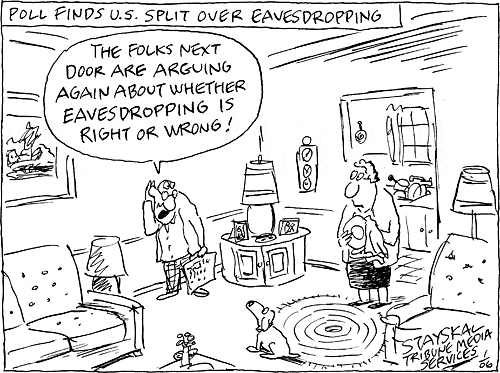 POLL FINDS U.S. SPLIT OVER EAVESDROPPING
THE FOLKS NEXT
DOOR ARE ARGUING
AGAIN ABOUT WHETHER
EAVESDROPPING IS
RIGHT OR WRONG!
STAYSKAL
TRIBUNE MEDIA
SERVICES
1/06